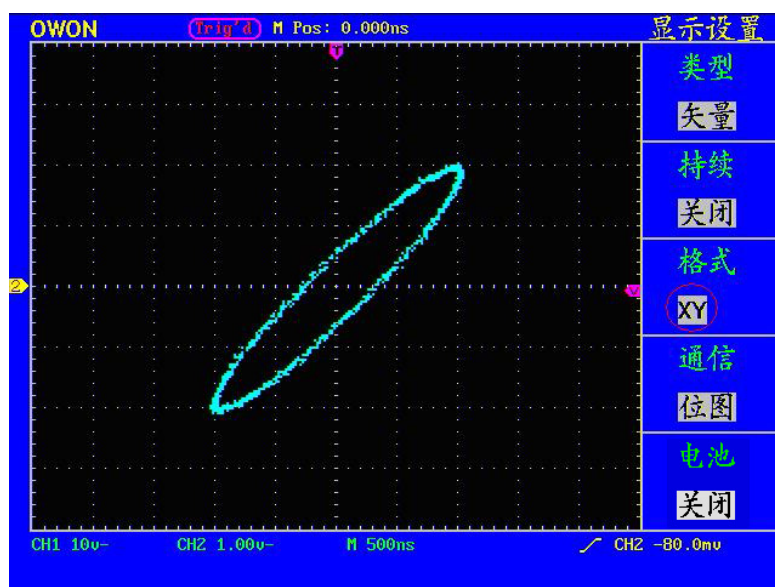 OWON Trig'd M Pos: 0.000ns 显示设置
T
类型
矢量
持续
关闭
2
格式
XY
通信
位图
电池
关闭
CH1 10v- CH2 1.00v- M 500ns CH2 -80.0mv